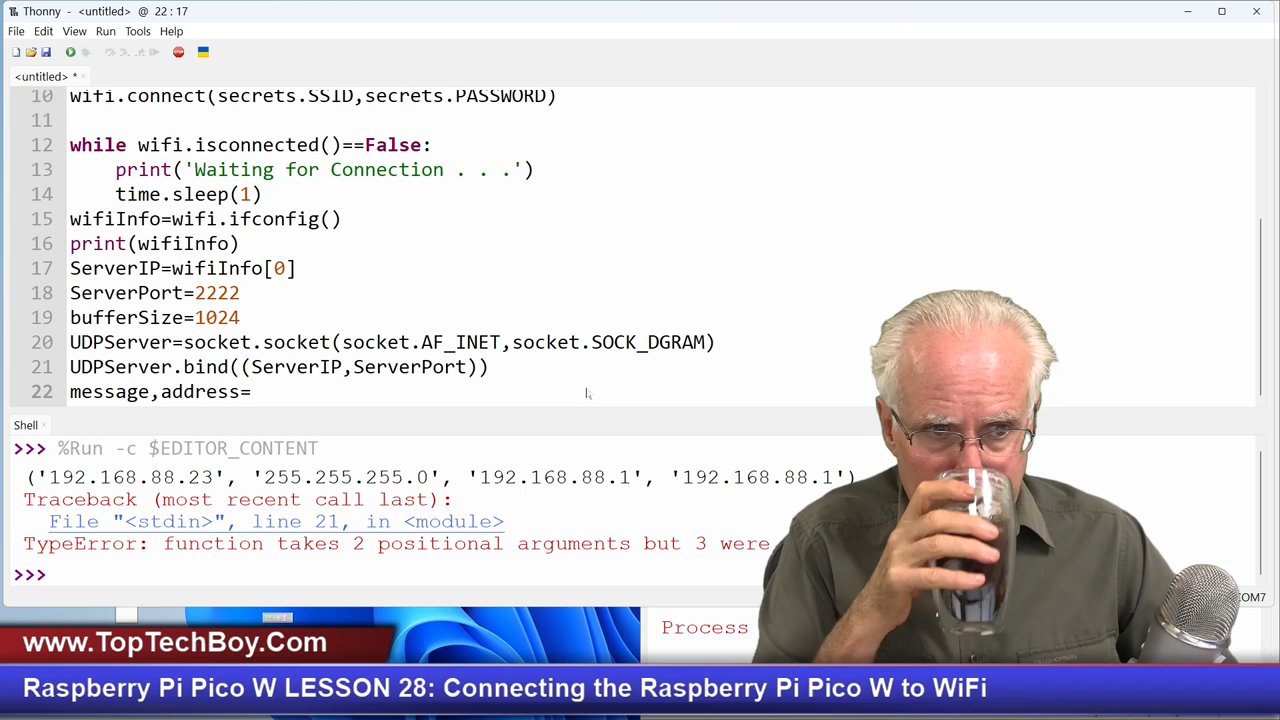 Thonny - <untitled> @ 22 : 17
File Edit View Run Tools Help
<untitled> *
10 wifi.connect(secrets.SSID,secrets.PASSWORD)
11
12 while wifi.isconnected()==False:
13 print('Waiting for Connection . . .')
14 time.sleep(1)
15 wifiInfo=wifi.ifconfig()
16 print(wifiInfo)
17 ServerIP=wifiInfo[0]
18 ServerPort=2222
19 bufferSize=1024
20 UDPServer=socket.socket(socket.AF_INET,socket.SOCK_DGRAM)
21 UDPServer.bind((ServerIP,ServerPort))
22 message,address=
Shell
>>> %Run -c $EDITOR_CONTENT
('192.168.88.23', '255.255.255.0', '192.168.88.1', '192.168.88.1')
Traceback (most recent call last):
File "<stdin>", line 21, in <module>
TypeError: function takes 2 positional arguments but 3 were
>>>
COM7
Process
www.TopTechBoy.Com
Raspberry Pi Pico W LESSON 28: Connecting the Raspberry Pi Pico W to WiFi